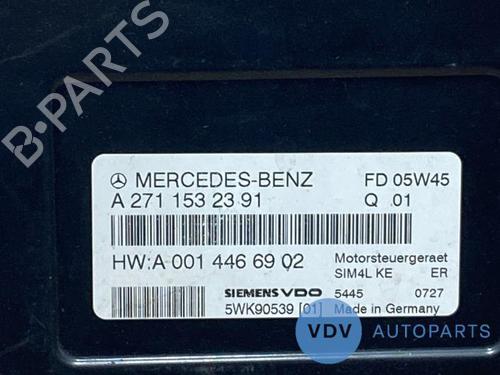 B-PARTS
MERCEDES-BENZ FD 05W45
A 271 153 23 91 Q 01
HW:A 001 446 69 02 Motorsteuergeraet
SIM4L KE ER
SIEMENS VDO 5445 0727
5WK90539 [01] Made in Germany
VDV AUTOPARTS